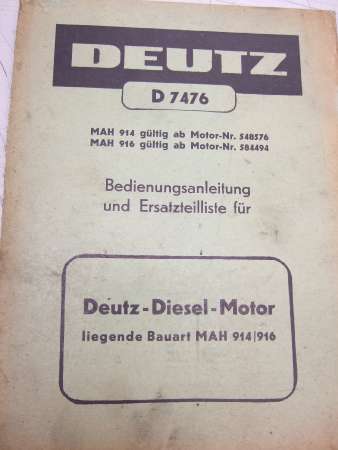 DEUTZ
D 7476
MAH 914 gültig ab Motor-Nr. 548576
MAH 916 gültig ab Motor-Nr. 584494
Bedienungsanleitung
und Ersatzteilliste für
Deutz-Diesel-Motor
liegende Bauart MAH 914|916